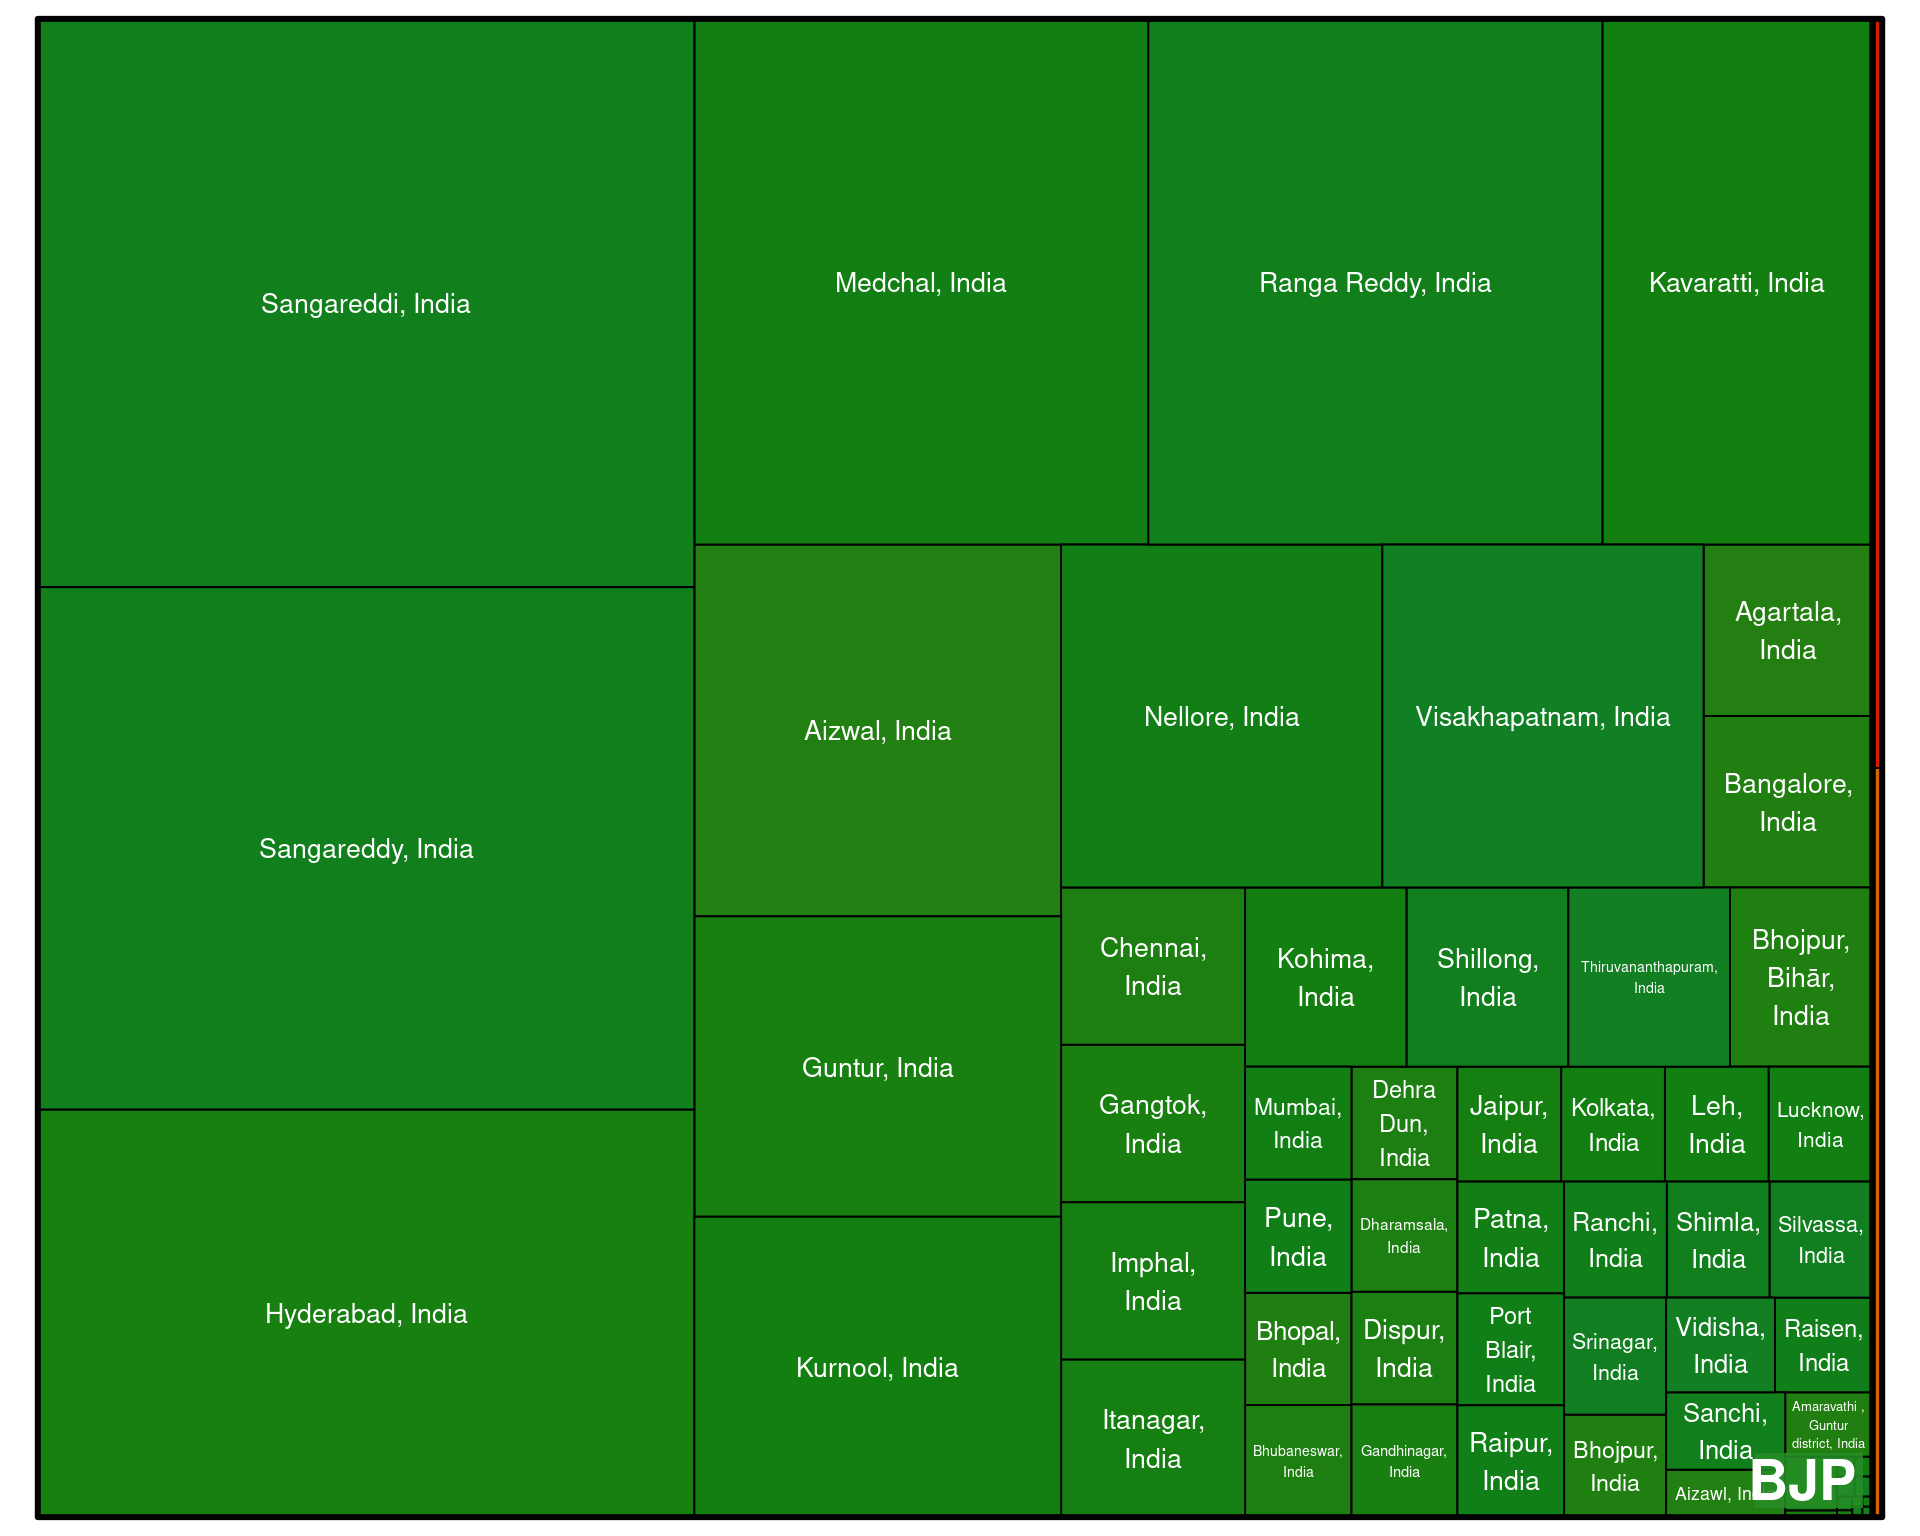 Sangareddi, India
Medchal, India
Ranga Reddy, India
Kavaratti, India
Sangareddy, India
Hyderabad, India
Aizwal, India
Guntur, India
Kurnool, India
Nellore, India
Visakhapatnam, India
Agartala,
India
Bangalore,
India
Chennai,
India
Gangtok,
India
Imphal,
India
Itanagar,
India
Kohima,
India
Shillong,
India
Thiruvananthapuram,
India
Bhojpur,
Bihār,
India
Mumbai,
India
Pune,
India
Bhopal,
India
Bhubaneswar,
India
Dehra
Dun,
India
Dharamsala,
India
Dispur,
India
Gandhinagar,
India
Jaipur,
India
Kolkata,
India
Leh,
India
Lucknow,
India
Patna,
India
Port
Blair,
India
Raipur,
India
Ranchi,
India
Shimla,
India
Silvassa,
India
Srinagar,
India
Bhojpur,
India
Vidisha,
India
Raisen,
India
Sanchi,
India
Amaravathi ,
Guntur
district, India
Aizawl,
BJP